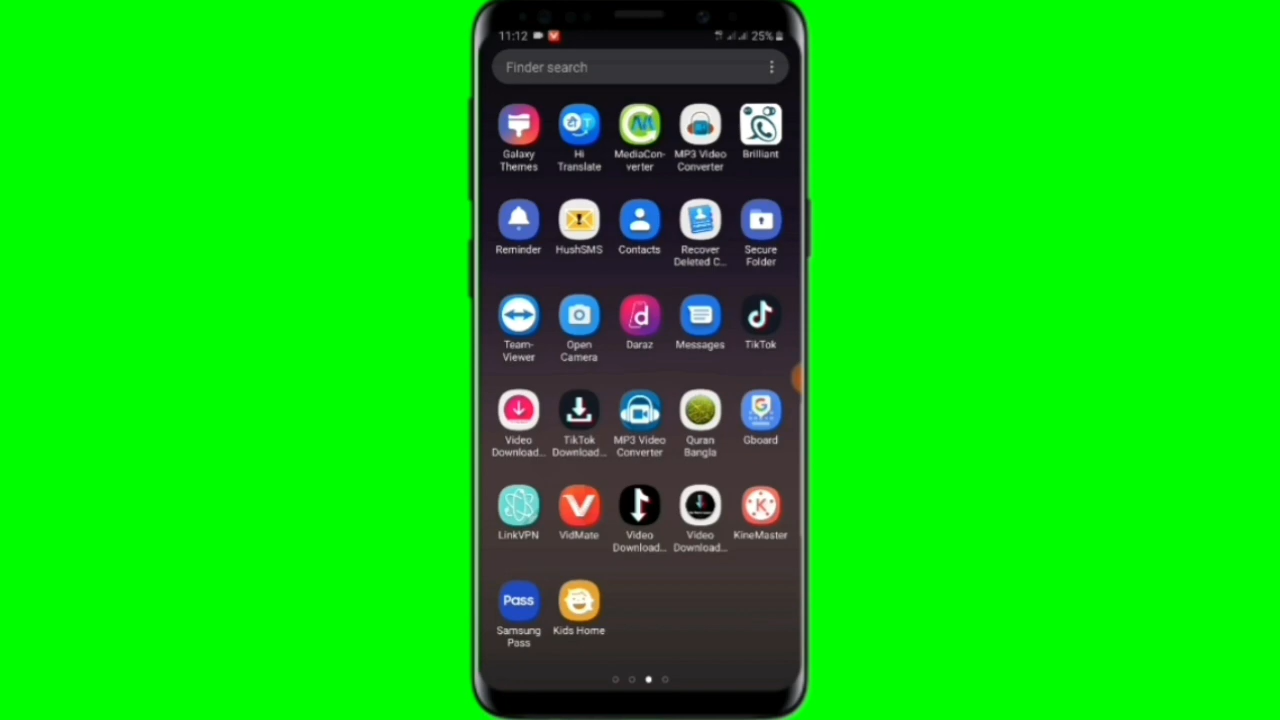 11:12 25%
Finder search
Galaxy Themes
Hi Translate
MediaCon-verter
MP3 Video Converter
Brilliant
Reminder
HushSMS
Contacts
Recover Deleted C...
Secure Folder
Team-Viewer
Open Camera
Daraz
Messages
TikTok
Video Download...
TikTok Download...
MP3 Video Converter
Quran Bangla
Gboard
LinkVPN
VidMate
Video Download...
Video Download...
KineMaster
Pass
Samsung Pass
Kids Home